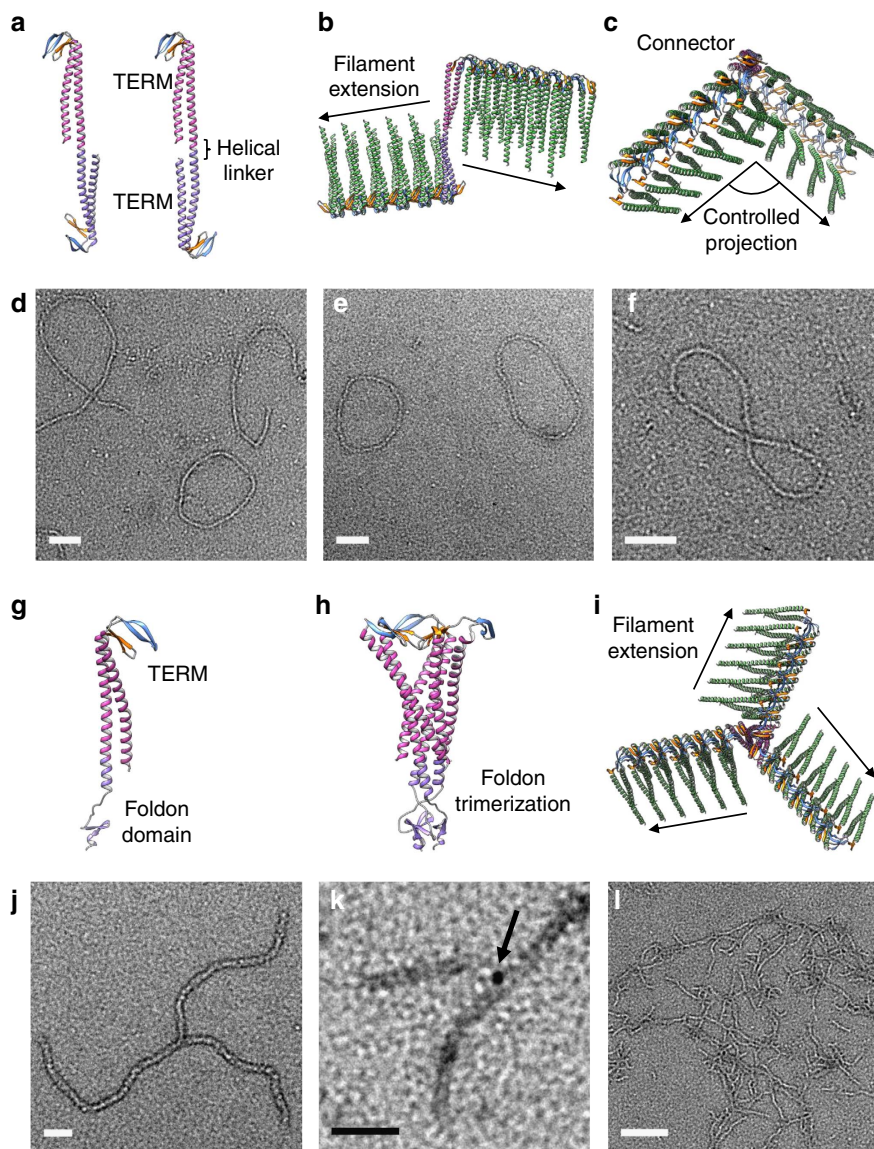 a
TERM
Helical
linker
TERM
b
Filament
extension
c
Connector
Controlled
projection
d
e
f
g
TERM
Foldon
domain
h
Foldon
trimerization
i
Filament
extension
j
k
l